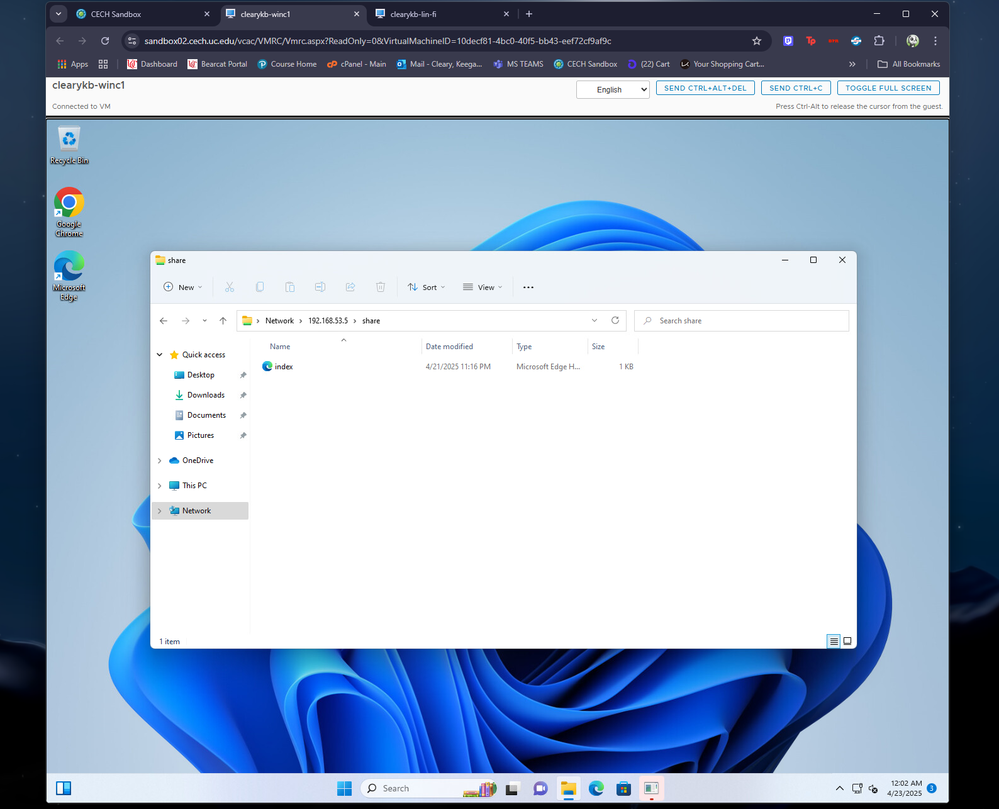 CECH Sandbox
clearykb-winc1
clearykb-lin-fi
sandbox02.cech.uc.edu/vcac/VMRC/Vmrc.aspx?ReadOnly=0&VirtualMachineID=10decf81-4bc0-40f5-bb43-eef72cf9af9c
Apps
Dashboard
Bearcat Portal
Course Home
cPanel - Main
Mail - Cleary, Keega...
MS TEAMS
CECH Sandbox
(22) Cart
Your Shopping Cart...
All Bookmarks
clearykb-winc1
English
SEND CTRL+ALT+DEL
SEND CTRL+C
TOGGLE FULL SCREEN
Connected to VM
Press Ctrl-Alt to release the cursor from the guest.
Recycle Bin
Google
Chrome
Microsoft
Edge
share
New
Sort
View
Network
192.168.53.5
share
Search share
Name
Date modified
Type
Size
index
4/21/2025 11:16 PM
Microsoft Edge H...
1 KB
Quick access
Desktop
Downloads
Documents
Pictures
OneDrive
This PC
Network
1 item
Search
12:02 AM
4/23/2025
3